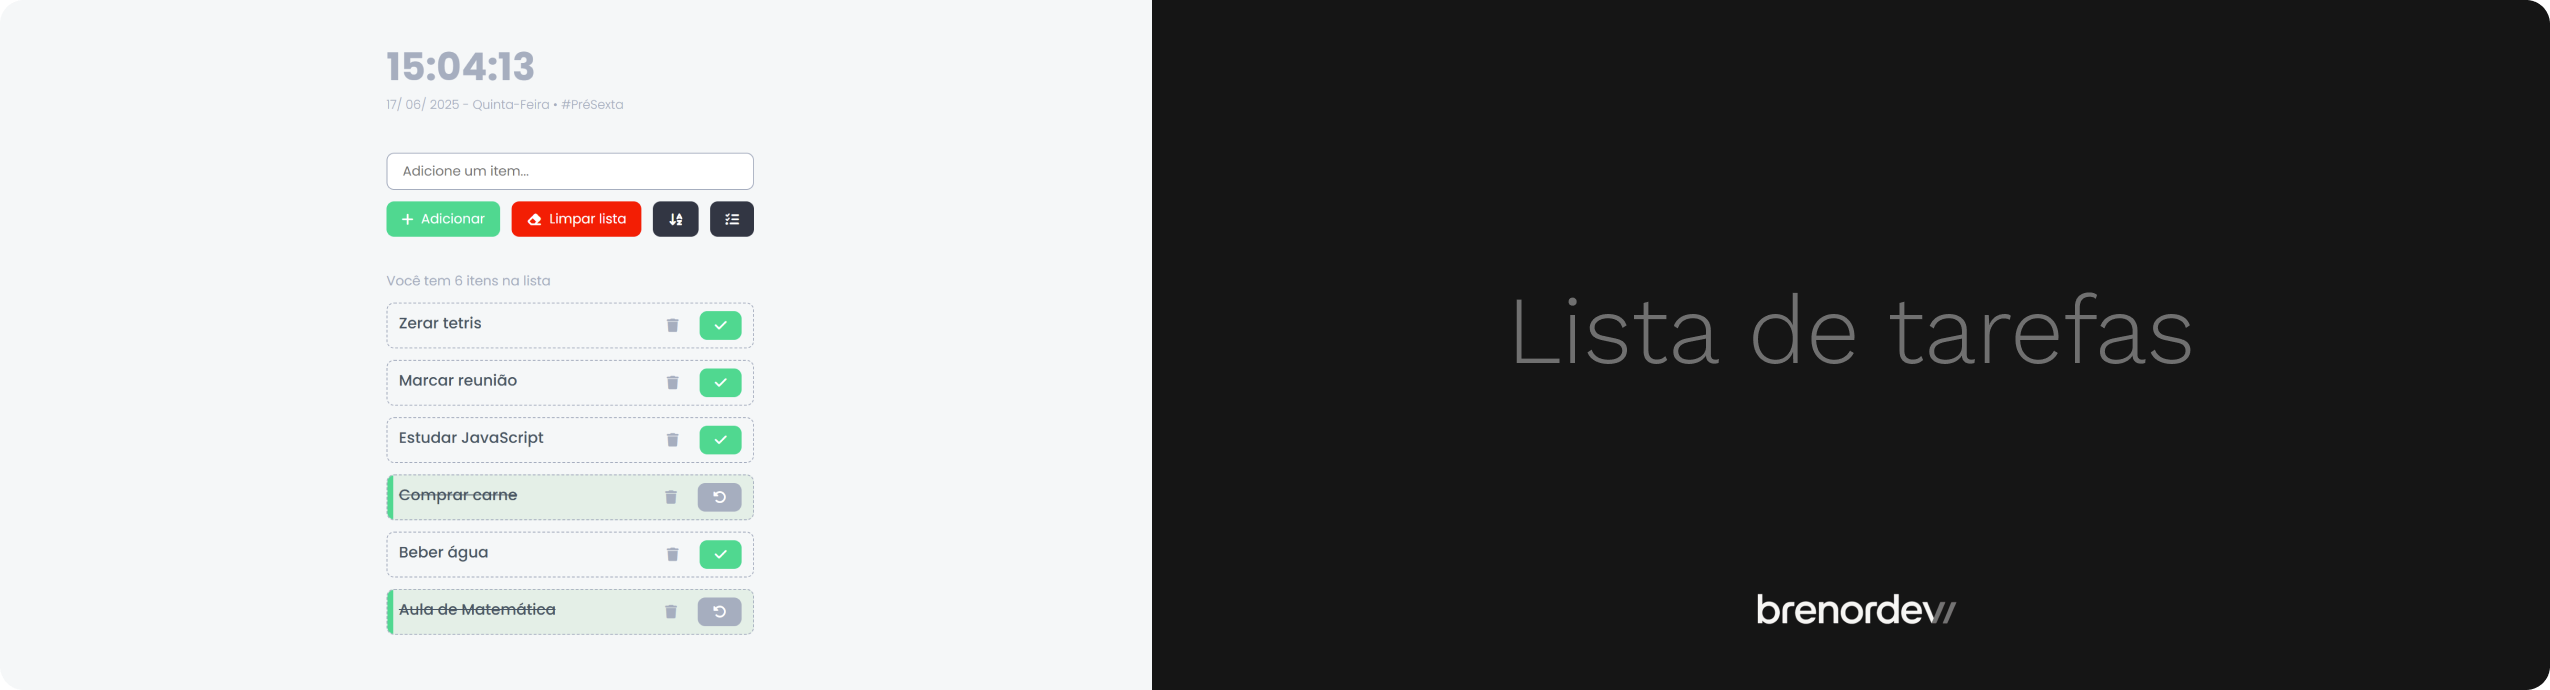 15:04:13
17/ 06/ 2025 - Quinta-Feira • #PréSexta
Adicione um item...
Adicionar
Limpar lista
Você tem 6 itens na lista
Zerar tetris
Marcar reunião
Estudar JavaScript
Comprar carne
Beber água
Aula de Matemática
Lista de tarefas
brenordev//